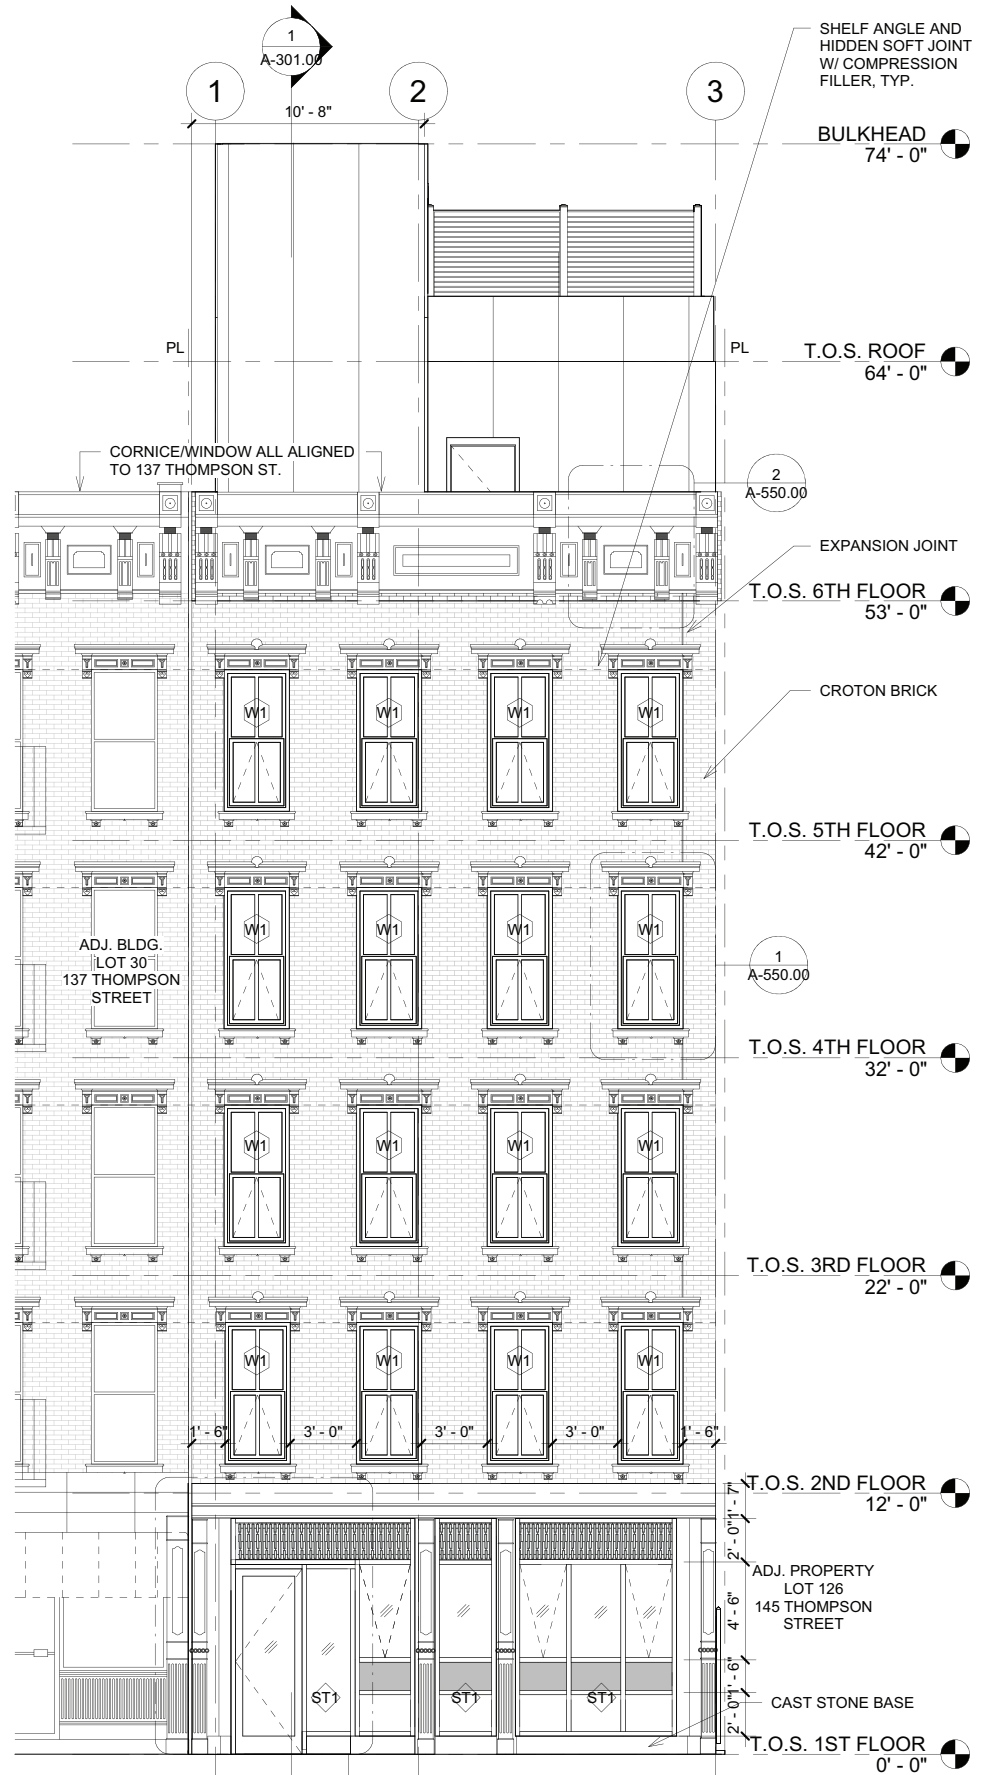 1
A-301.00
SHELF ANGLE AND
HIDDEN SOFT JOINT
W/ COMPRESSION
FILLER, TYP.
1
2
3
10' - 8"
BULKHEAD
74' - 0"
PL
PL
T.O.S. ROOF
64' - 0"
CORNICE/WINDOW ALL ALIGNED
TO 137 THOMPSON ST.
2
A-550.00
EXPANSION JOINT
T.O.S. 6TH FLOOR
53' - 0"
CROTON BRICK
W1
W1
W1
W1
T.O.S. 5TH FLOOR
42' - 0"
W1
W1
W1
W1
ADJ. BLDG.
LOT 30
137 THOMPSON
STREET
1
A-550.00
T.O.S. 4TH FLOOR
32' - 0"
W1
W1
W1
W1
T.O.S. 3RD FLOOR
22' - 0"
W1
W1
W1
W1
1' - 6"
3' - 0"
3' - 0"
3' - 0"
1' - 6"
T.O.S. 2ND FLOOR
12' - 0"
1' - 7"
2' - 0"
4' - 6"
1' - 6"
2' - 0"
ADJ. PROPERTY
LOT 126
145 THOMPSON
STREET
ST1
ST1
ST1
CAST STONE BASE
T.O.S. 1ST FLOOR
0' - 0"